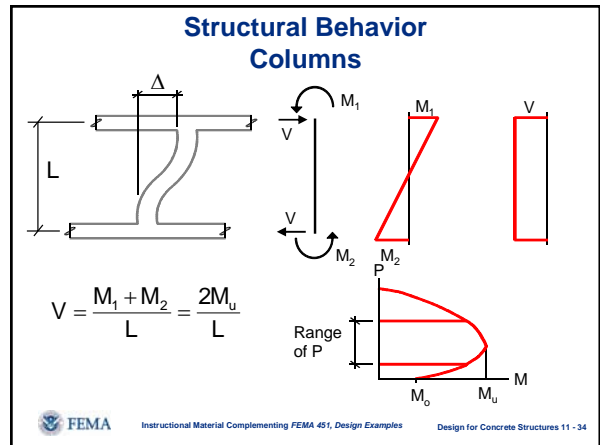 Structural Behavior
Columns
Δ
L
V
M₁
V
M₂
M₁
M₂
V
V = (M₁ + M₂)/L = 2Mᵤ/L
P
Range
of P
M
Mₒ
Mᵤ
FEMA
Instructional Material Complementing FEMA 451, Design Examples
Design for Concrete Structures 11 - 34